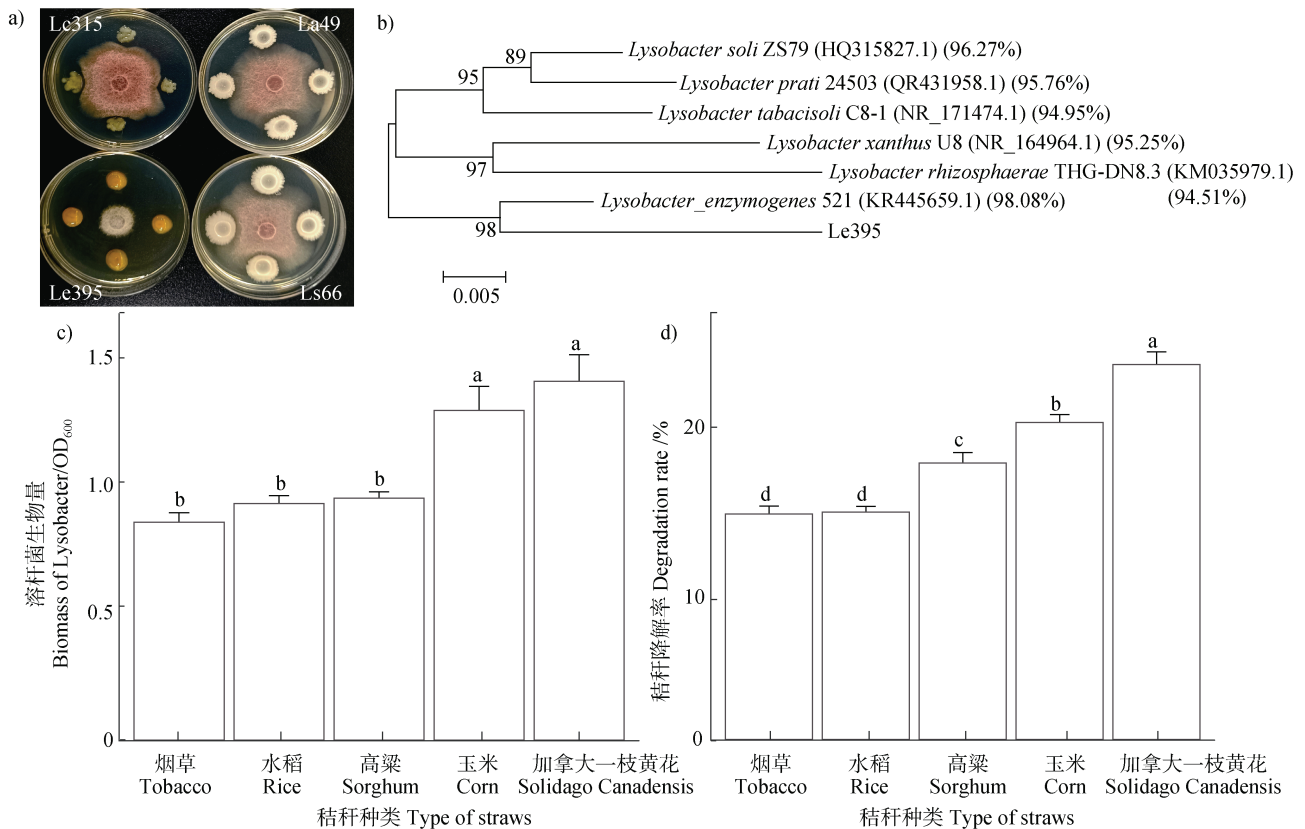 a)
Lc315
La49
Le395
Ls66
b)
89
95
97
98
Lysobacter soli ZS79 (HQ315827.1) (96.27%)
Lysobacter prati 24503 (QR431958.1) (95.76%)
Lysobacter tabacisoli C8-1 (NR_171474.1) (94.95%)
Lysobacter xanthus U8 (NR_164964.1) (95.25%)
Lysobacter rhizosphaerae THG-DN8.3 (KM035979.1)
(94.51%)
Lysobacter_enzymogenes 521 (KR445659.1) (98.08%)
Le395
0.005
c)
溶杆菌生物量
Biomass of Lysobacter/OD600
1.5
1.0
0.5
0
b
b
b
a
a
烟草
Tobacco
水稻
Rice
高粱
Sorghum
玉米
Corn
加拿大一枝黄花
Solidago Canadensis
秸秆种类 Type of straws
d)
秸秆降解率 Degradation rate /%
20
10
0
d
d
c
b
a
烟草
Tobacco
水稻
Rice
高粱
Sorghum
玉米
Corn
加拿大一枝黄花
Solidago Canadensis
秸秆种类 Type of straws